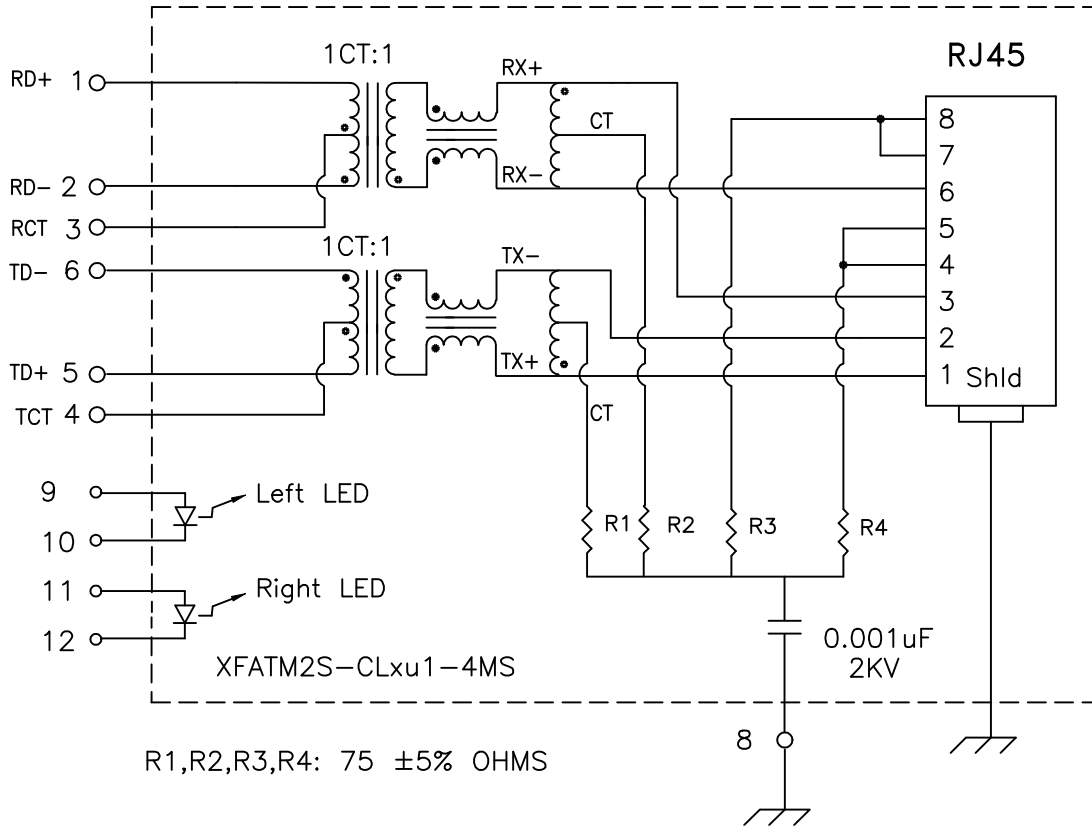 1CT:1
RJ45
RD+ 1
RX+
CT
8
7
RD- 2
RX-
6
RCT 3
5
1CT:1
TD- 6
TX-
4
3
2
TD+ 5
TX+
1 Shld
TCT 4
CT
9
Left LED
10
R1
R2
R3
R4
11
Right LED
12
0.001uF
2KV
XFATM2S-CLxu1-4MS
8
R1,R2,R3,R4: 75 ±5% OHMS